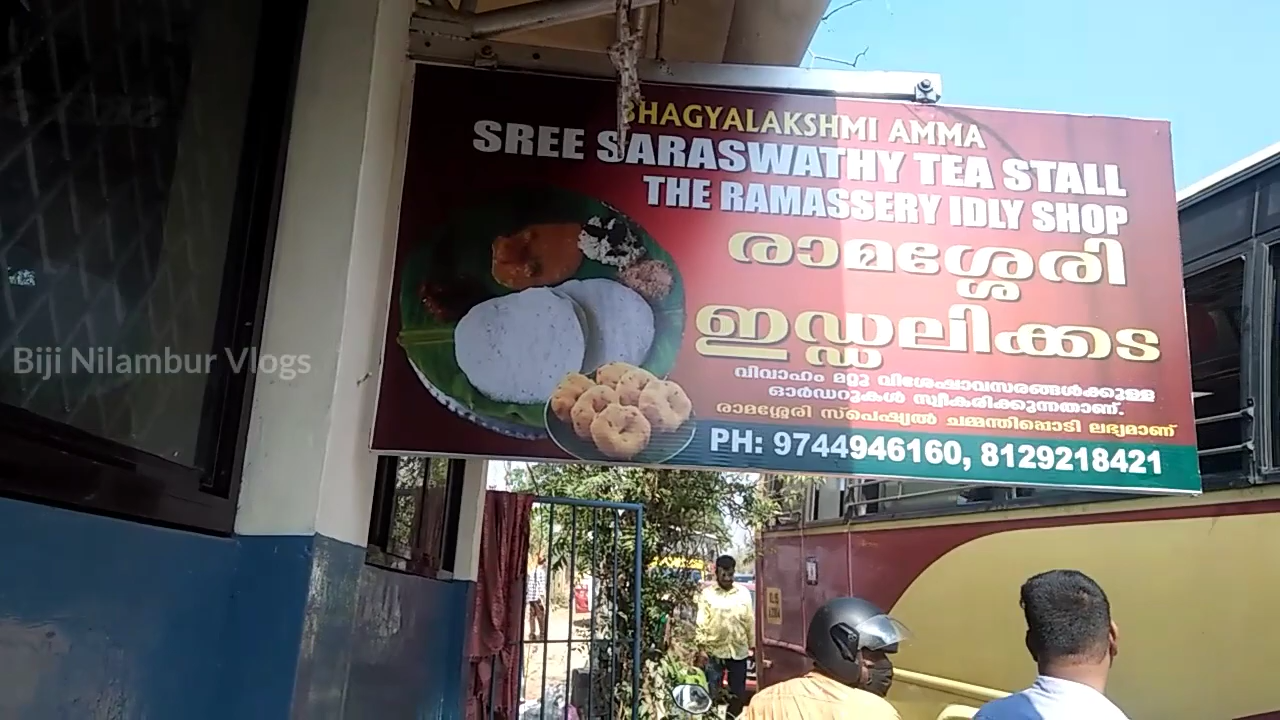 BHAGYALAKSHMI AMMA
SREE SARASWATHY TEA STALL
THE RAMASSERY IDLY SHOP
രാമശ്ശേരി
ഇഡ്ഡലിക്കട
വിവാഹം മറ്റു വിശേഷാവസരങ്ങൾക്കുള്ള
ഓർഡറുകൾ സ്വീകരിക്കുന്നതാണ്.
രാമശ്ശേരി സ്പെഷ്യൽ ചമ്മന്തിപ്പൊടി ലഭ്യമാണ്
PH: 9744946160, 8129218421
Biji Nilambur Vlogs